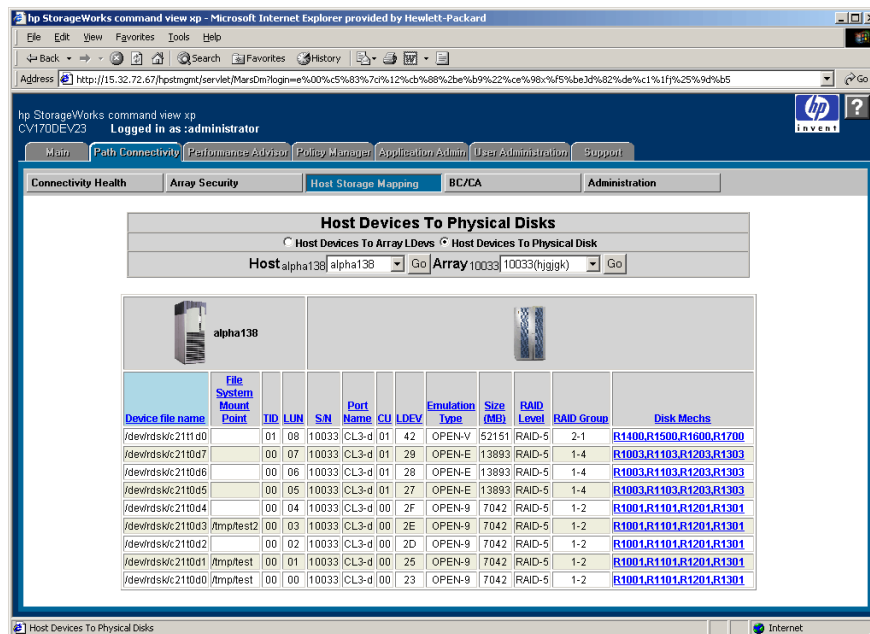 hp StorageWorks command view xp - Microsoft Internet Explorer provided by Hewlett-Packard
File Edit View Favorites Tools Help
Back Search Favorites History
Address http://15.32.72.67/hpstmgmt/servlet/MarsDm?login=e%00%c5%83%7ci%12%cb%88%2be%b9%22%ce%98x%f5%beJd%82%de%c1%1fj%25%9d%b5 Go
hp StorageWorks command view xp
CV170DEV23 Logged in as :administrator
hp
invent
?
Main Path Connectivity Performance Advisor Policy Manager Application Admin User Administration Support
Connectivity Health Array Security Host Storage Mapping BC/CA Administration
Host Devices To Physical Disks
Host Devices To Array LDevs Host Devices To Physical Disk
Host alpha138 alpha138 Go Array 10033 10033(hjgjgk) Go
alpha138
Device file name File System Mount Point TID LUN S/N Port Name CU LDEV Emulation Type Size (MB) RAID Level RAID Group Disk Mechs
/dev/rdsk/c21t1d0 01 08 10033 CL3-d 01 42 OPEN-V 52151 RAID-5 2-1 R1400,R1500,R1600,R1700
/dev/rdsk/c21t0d7 00 07 10033 CL3-d 01 29 OPEN-E 13893 RAID-5 1-4 R1003,R1103,R1203,R1303
/dev/rdsk/c21t0d6 00 06 10033 CL3-d 01 28 OPEN-E 13893 RAID-5 1-4 R1003,R1103,R1203,R1303
/dev/rdsk/c21t0d5 00 05 10033 CL3-d 01 27 OPEN-E 13893 RAID-5 1-4 R1003,R1103,R1203,R1303
/dev/rdsk/c21t0d4 00 04 10033 CL3-d 00 2F OPEN-9 7042 RAID-5 1-2 R1001,R1101,R1201,R1301
/dev/rdsk/c21t0d3 /tmp/test2 00 03 10033 CL3-d 00 2E OPEN-9 7042 RAID-5 1-2 R1001,R1101,R1201,R1301
/dev/rdsk/c21t0d2 00 02 10033 CL3-d 00 2D OPEN-9 7042 RAID-5 1-2 R1001,R1101,R1201,R1301
/dev/rdsk/c21t0d1 /tmp/test 00 01 10033 CL3-d 00 25 OPEN-9 7042 RAID-5 1-2 R1001,R1101,R1201,R1301
/dev/rdsk/c21t0d0 /tmp/test 00 00 10033 CL3-d 00 23 OPEN-9 7042 RAID-5 1-2 R1001,R1101,R1201,R1301
Host Devices To Physical Disks Internet